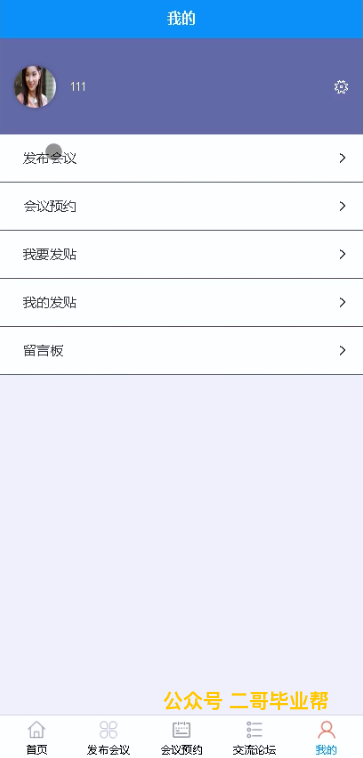 我的
111
发布会议
会议预约
我要发贴
我的发贴
留言板
公众号 二哥毕业帮
首页
发布会议
会议预约
交流论坛
我的